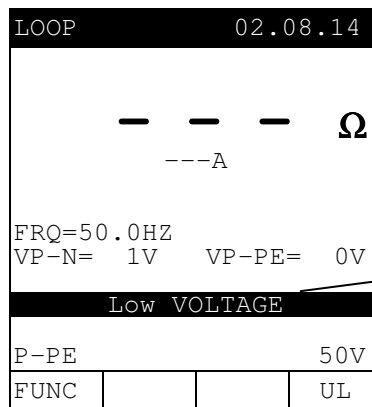 LOOP 02.08.14
– – – Ω
---A
FRQ=50.0HZ
VP-N= 1V VP-PE= 0V
Low VOLTAGE
P-PE 50V
FUNC UL